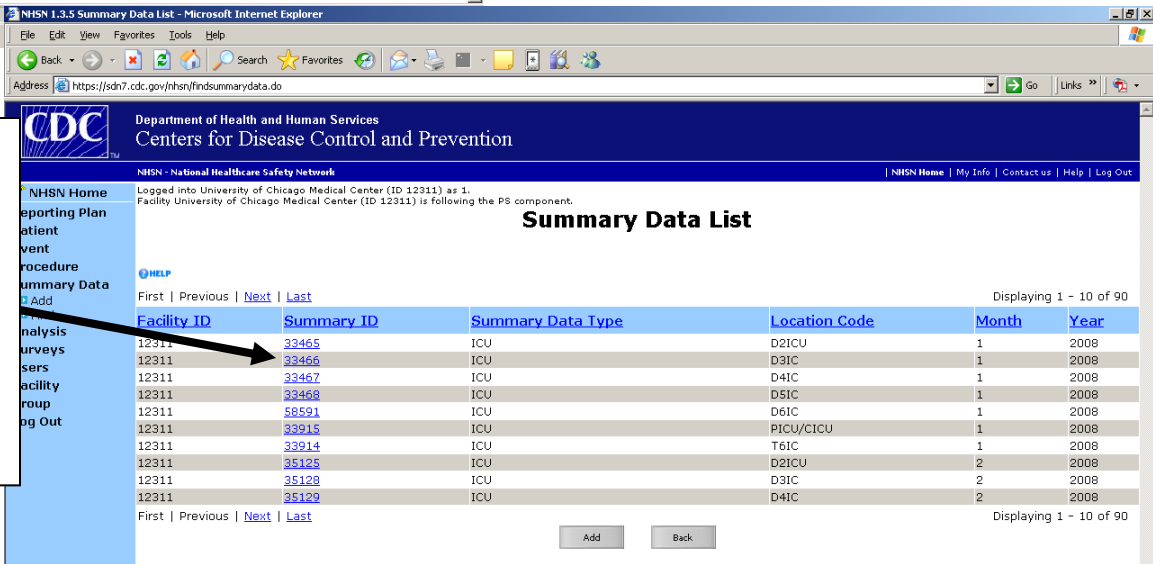 NHSN 1.3.5 Summary Data List - Microsoft Internet Explorer
File Edit View Favorites Tools Help
Back Search Favorites
Address https://sdn7.cdc.gov/nhsn/findsummarydata.do Go Links »
CDC TM
Department of Health and Human Services
Centers for Disease Control and Prevention
NHSN - National Healthcare Safety Network | NHSN Home | My Info | Contact us | Help | Log Out
NHSN Home
eporting Plan
atient
vent
rocedure
ummary Data
Add
nalysis
urveys
sers
acility
roup
og Out
Logged into University of Chicago Medical Center (ID 12311) as 1.
Facility University of Chicago Medical Center (ID 12311) is following the PS component.
Summary Data List
HELP
First | Previous | Next | Last Displaying 1 - 10 of 90
Facility ID Summary ID Summary Data Type Location Code Month Year
12311 33465 ICU D2ICU 1 2008
12311 33466 ICU D3IC 1 2008
12311 33467 ICU D4IC 1 2008
12311 33468 ICU D5IC 1 2008
12311 58591 ICU D6IC 1 2008
12311 33915 ICU PICU/CICU 1 2008
12311 33914 ICU T6IC 1 2008
12311 35125 ICU D2ICU 2 2008
12311 35128 ICU D3IC 2 2008
12311 35129 ICU D4IC 2 2008
First | Previous | Next | Last Displaying 1 - 10 of 90
Add Back